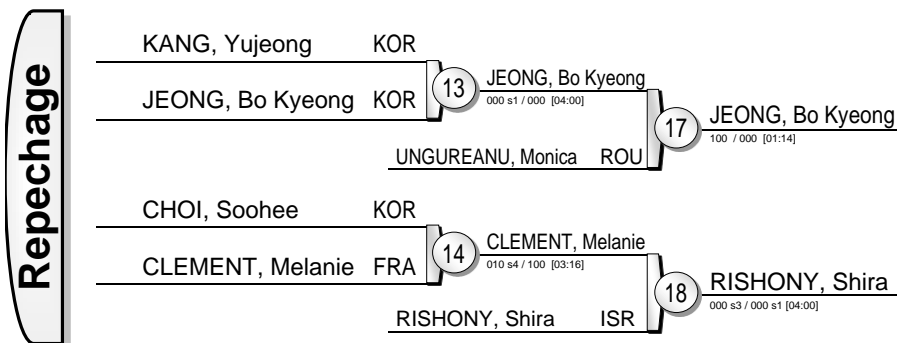 Repechage
KANG, Yujeong KOR
JEONG, Bo Kyeong KOR
13
JEONG, Bo Kyeong
000 s1 / 000 [04:00]
UNGUREANU, Monica ROU
17
JEONG, Bo Kyeong
100 / 000 [01:14]
CHOI, Soohee KOR
CLEMENT, Melanie FRA
14
CLEMENT, Melanie
010 s4 / 100 [03:16]
RISHONY, Shira ISR
18
RISHONY, Shira
000 s3 / 000 s1 [04:00]